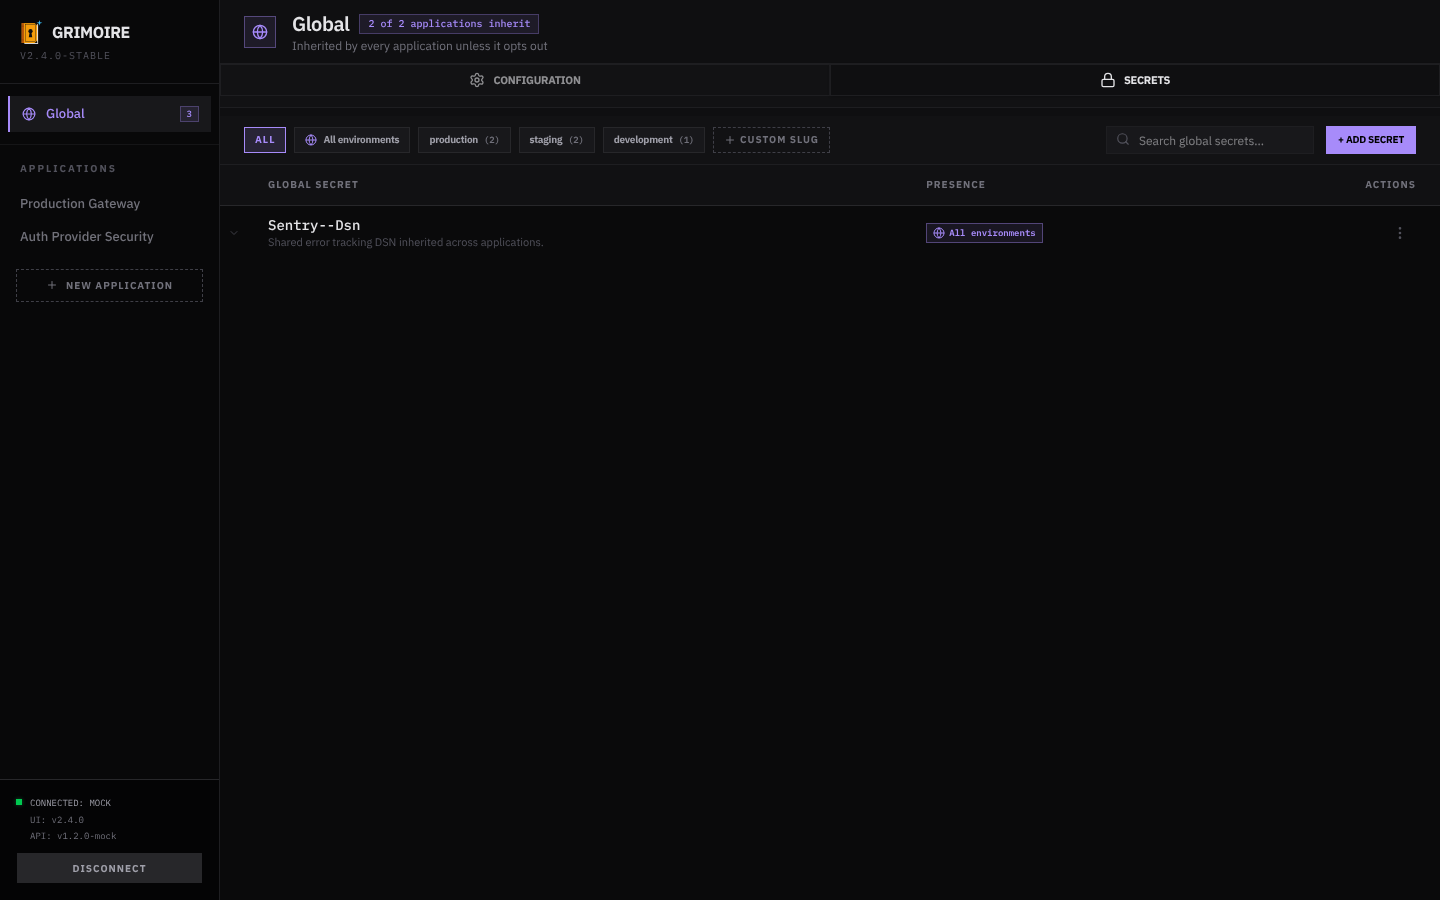 GRIMOIRE
V2.4.0-STABLE
Global
3
APPLICATIONS
Production Gateway
Auth Provider Security
NEW APPLICATION
CONNECTED: MOCK
UI: v2.4.0
API: v1.2.0-mock
DISCONNECT
Global
2 of 2 applications inherit
Inherited by every application unless it opts out
CONFIGURATION
SECRETS
ALL
All environments
production (2)
staging (2)
development (1)
+ CUSTOM SLUG
Search global secrets...
+ ADD SECRET
GLOBAL SECRET
PRESENCE
ACTIONS
Sentry--Dsn
Shared error tracking DSN inherited across applications.
All environments